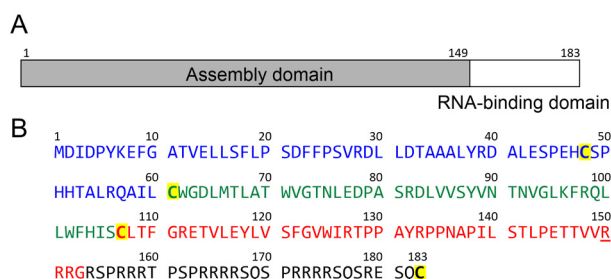 A
1 149 183
Assembly domain
RNA-binding domain
B
1 10 20 30 40 50
MDIDPYKEFG ATVELLSFLP SDFFPSVRDL LDTAAALYRD ALESPEHCSP
60 70 80 90 100
HHTALRQAIL CWGDLMTLAT WVGTNLEDPA SRDLVVSYVN TNVGLKFRQL
110 120 130 140 150
LWFHISCLTF GRETVLEYLV SFGVWIRTPP AYRPPNAPIL STLPETTVVR
160 170 183
RRGRSPRRRT PSPRRRRSQS PRRRRSQSRE SQC